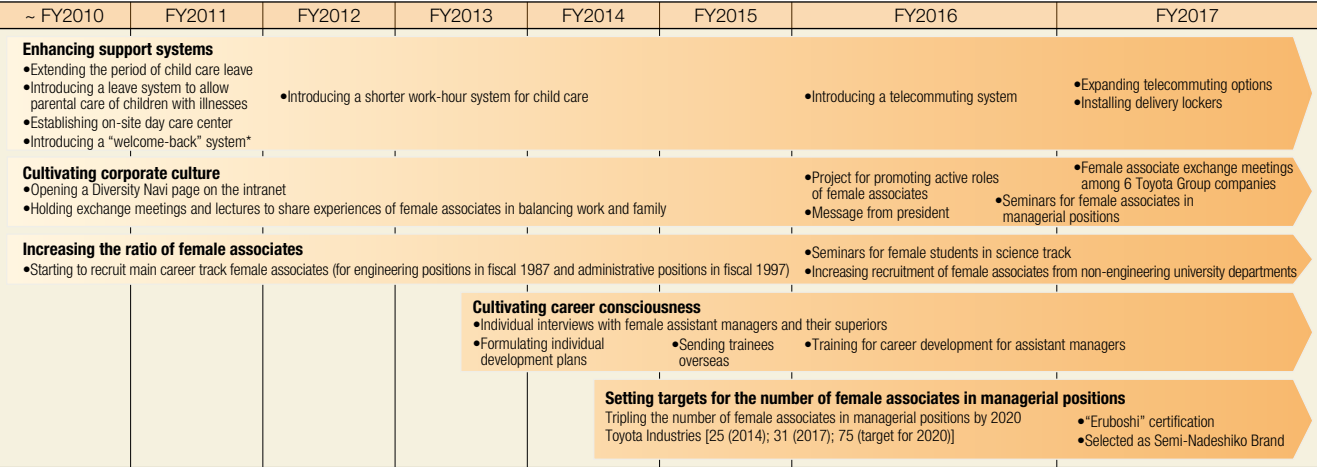 ~ FY2010 FY2011 FY2012 FY2013 FY2014 FY2015 FY2016 FY2017
Enhancing support systems
•Extending the period of child care leave
•Introducing a leave system to allow
parental care of children with illnesses
•Establishing on-site day care center
•Introducing a “welcome-back” system*
•Introducing a shorter work-hour system for child care
•Introducing a telecommuting system
•Expanding telecommuting options
•Installing delivery lockers
Cultivating corporate culture
•Opening a Diversity Navi page on the intranet
•Holding exchange meetings and lectures to share experiences of female associates in balancing work and family
•Project for promoting active roles
of female associates
•Message from president
•Female associate exchange meetings
among 6 Toyota Group companies
•Seminars for female associates in
managerial positions
Increasing the ratio of female associates
•Starting to recruit main career track female associates (for engineering positions in fiscal 1987 and administrative positions in fiscal 1997)
•Seminars for female students in science track
•Increasing recruitment of female associates from non-engineering university departments
Cultivating career consciousness
•Individual interviews with female assistant managers and their superiors
•Formulating individual
development plans
•Sending trainees
overseas
•Training for career development for assistant managers
Setting targets for the number of female associates in managerial positions
Tripling the number of female associates in managerial positions by 2020
Toyota Industries [25 (2014); 31 (2017); 75 (target for 2020)]
•“Eruboshi” certification
•Selected as Semi-Nadeshiko Brand